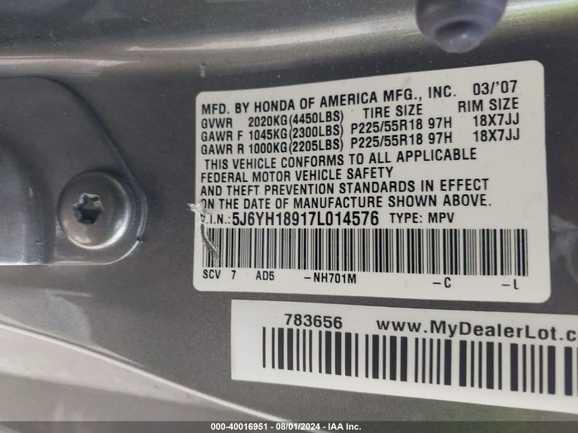 MFD. BY HONDA OF AMERICA MFG., INC. 03/'07
GVWR 2020KG(4450LBS) TIRE SIZE RIM SIZE
GAWR F 1045KG(2300LBS) P225/55R18 97H 18X7JJ
GAWR R 1000KG(2205LBS) P225/55R18 97H 18X7JJ
THIS VEHICLE CONFORMS TO ALL APPLICABLE
FEDERAL MOTOR VEHICLE SAFETY
AND THEFT PREVENTION STANDARDS IN EFFECT
ON THE DATE OF MANUFACTURE SHOWN ABOVE.
V.I.N.:5J6YH18917L014576 TYPE: MPV
SCV 7 AD5 -NH701M -C -L
783656 www.MyDealerLot.c
000-40016951 - 08/01/2024 - IAA Inc.